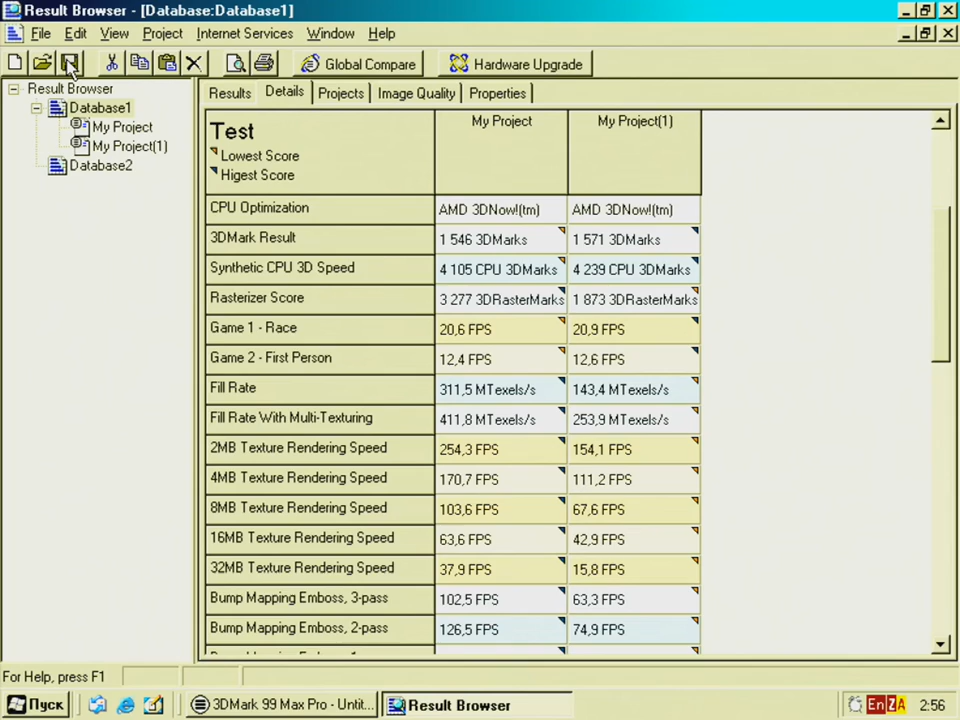 Result Browser - [Database:Database1]
File Edit View Project Internet Services Window Help
Global Compare Hardware Upgrade
Result Browser
Database1
My Project
My Project(1)
Database2
Results Details Projects Image Quality Properties
Test My Project My Project(1)
Lowest Score
Higest Score
CPU Optimization AMD 3DNow!(tm) AMD 3DNow!(tm)
3DMark Result 1 546 3DMarks 1 571 3DMarks
Synthetic CPU 3D Speed 4 105 CPU 3DMarks 4 239 CPU 3DMarks
Rasterizer Score 3 277 3DRasterMarks 1 873 3DRasterMarks
Game 1 - Race 20,6 FPS 20,9 FPS
Game 2 - First Person 12,4 FPS 12,6 FPS
Fill Rate 311,5 MTexels/s 143,4 MTexels/s
Fill Rate With Multi-Texturing 411,8 MTexels/s 253,9 MTexels/s
2MB Texture Rendering Speed 254,3 FPS 154,1 FPS
4MB Texture Rendering Speed 170,7 FPS 111,2 FPS
8MB Texture Rendering Speed 103,6 FPS 67,6 FPS
16MB Texture Rendering Speed 63,6 FPS 42,9 FPS
32MB Texture Rendering Speed 37,9 FPS 15,8 FPS
Bump Mapping Emboss, 3-pass 102,5 FPS 63,3 FPS
Bump Mapping Emboss, 2-pass 126,5 FPS 74,9 FPS
For Help, press F1
Пуск 3DMark 99 Max Pro - Untit... Result Browser En 2:56